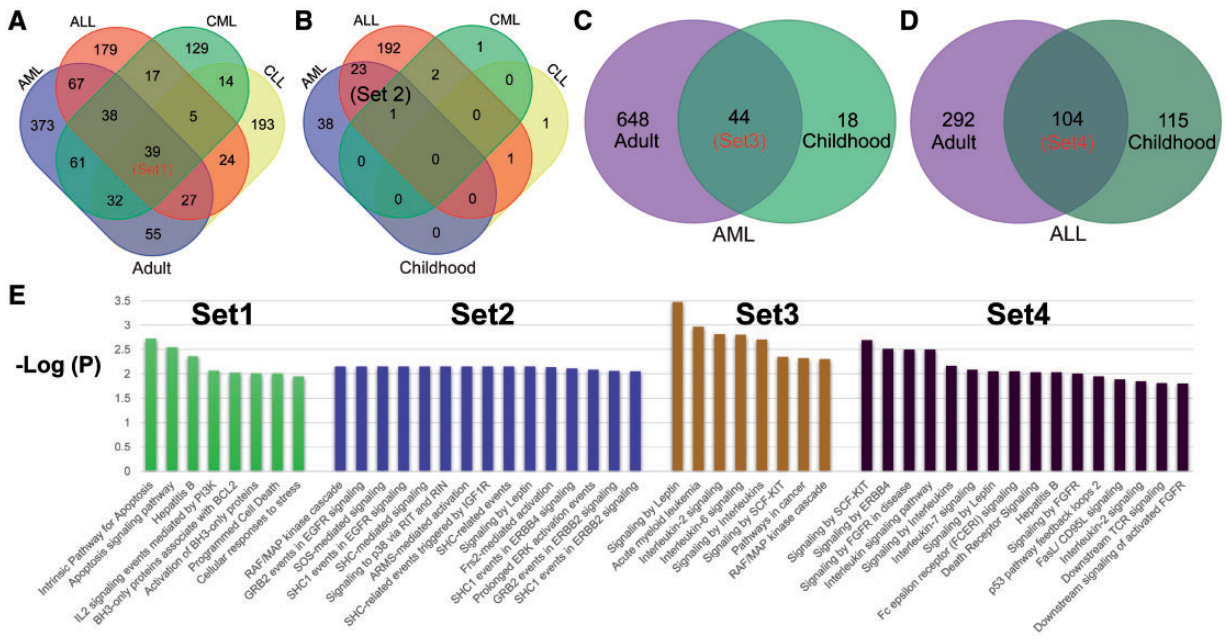 A
ALL
CML
179
129
AML
CLL
67
17
14
373
38
5
193
39
(Set1)
61
24
32
27
55
Adult
B
ALL
CML
192
1
AML
CLL
23
2
0
(Set 2)
38
1
0
1
0
0
1
0
0
0
Childhood
C
648
Adult
44
(Set3)
18
Childhood
AML
D
292
Adult
104
(Set4)
115
Childhood
ALL
E
Set1
Set2
Set3
Set4
-Log (P)
3.5
3
2.5
2
1.5
1
0.5
0
Intrinsic Pathway for Apoptosis
Apoptosis signaling pathway
Hepatitis B
IL2 signaling events mediated by PI3K
BH3-only proteins associate with BCL2
Activation of BH3-only proteins
Programmed Cell Death
Cellular responses to stress
RAF/MAP kinase cascade
GRB2 events in EGFR signaling
SOS-mediated signaling
SHC1 events in EGFR signaling
SHC-mediated signaling
Signaling to p38 via RIT and RIN
ARMS-mediated activation
SHC-related events triggered by IGF1R
SHC-related events
Signaling by Leptin
Frs2-mediated activation
SHC1 events in ERBB4 signaling
Prolonged ERK activation events
GRB2 events in ERBB2 signaling
SHC1 events in ERBB2 signaling
Signaling by Leptin
Acute myeloid leukemia
Interleukin-2 signaling
Interleukin-6 signaling
Signaling by Interleukins
Signaling by SCF-KIT
Pathways in cancer
RAF/MAP kinase cascade
Signaling by SCF-KIT
Signaling by ERBB4
Signaling by FGFR in disease
Interleukin signaling pathway
Signaling by Interleukins
Interleukin-7 signaling
Signaling by Leptin
Fc epsilon receptor (FCERI) signaling
Death Receptor Signaling
Hepatitis B
Signaling by FGFR
p53 pathway feedback loops 2
FasL/ CD95L signaling
Interleukin-2 signaling
Downstream TCR signaling
Downstream signaling of activated FGFR